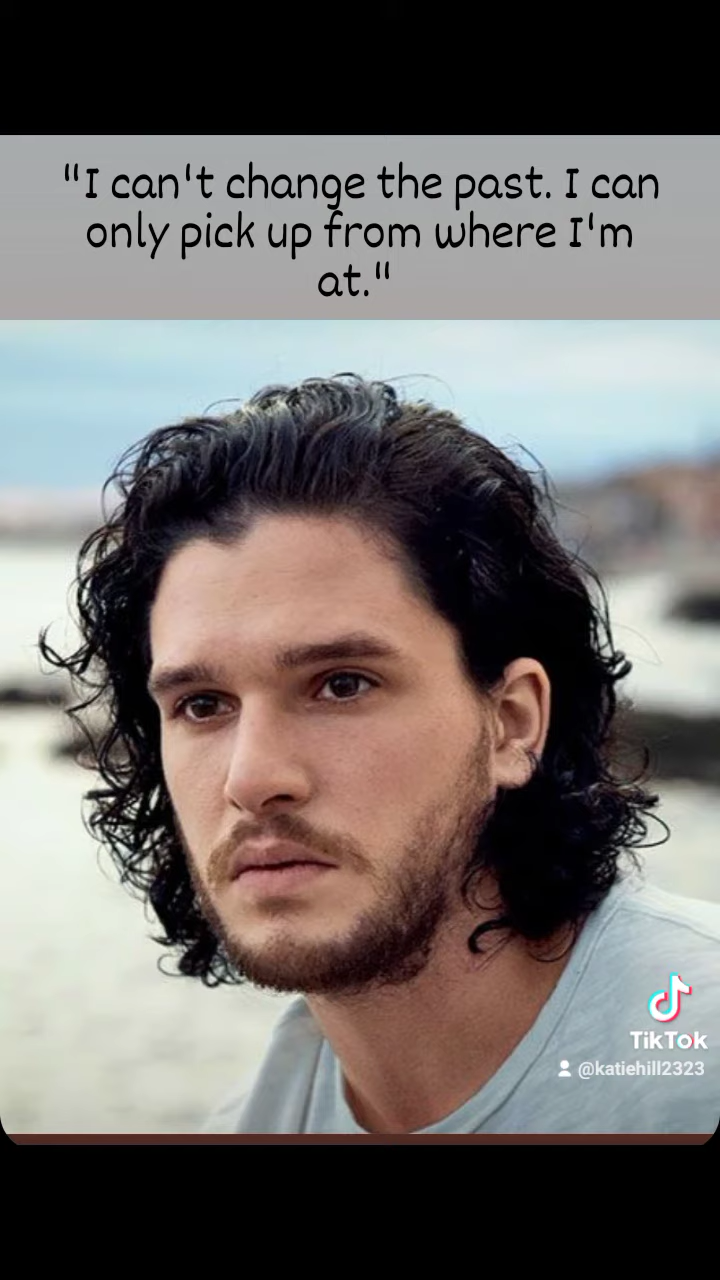 "I can't change the past. I can
only pick up from where I'm
at."
TikTok
@katiehill2323